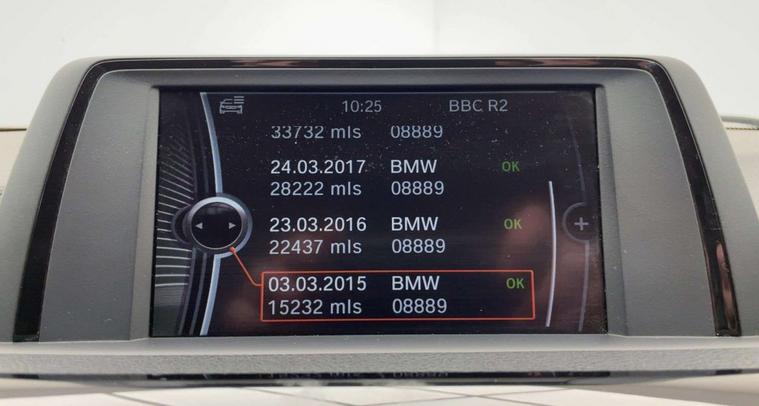 10:25 BBC R2
33732 mls 08889
24.03.2017 BMW OK
28222 mls 08889
23.03.2016 BMW OK
22437 mls 08889
03.03.2015 BMW OK
15232 mls 08889